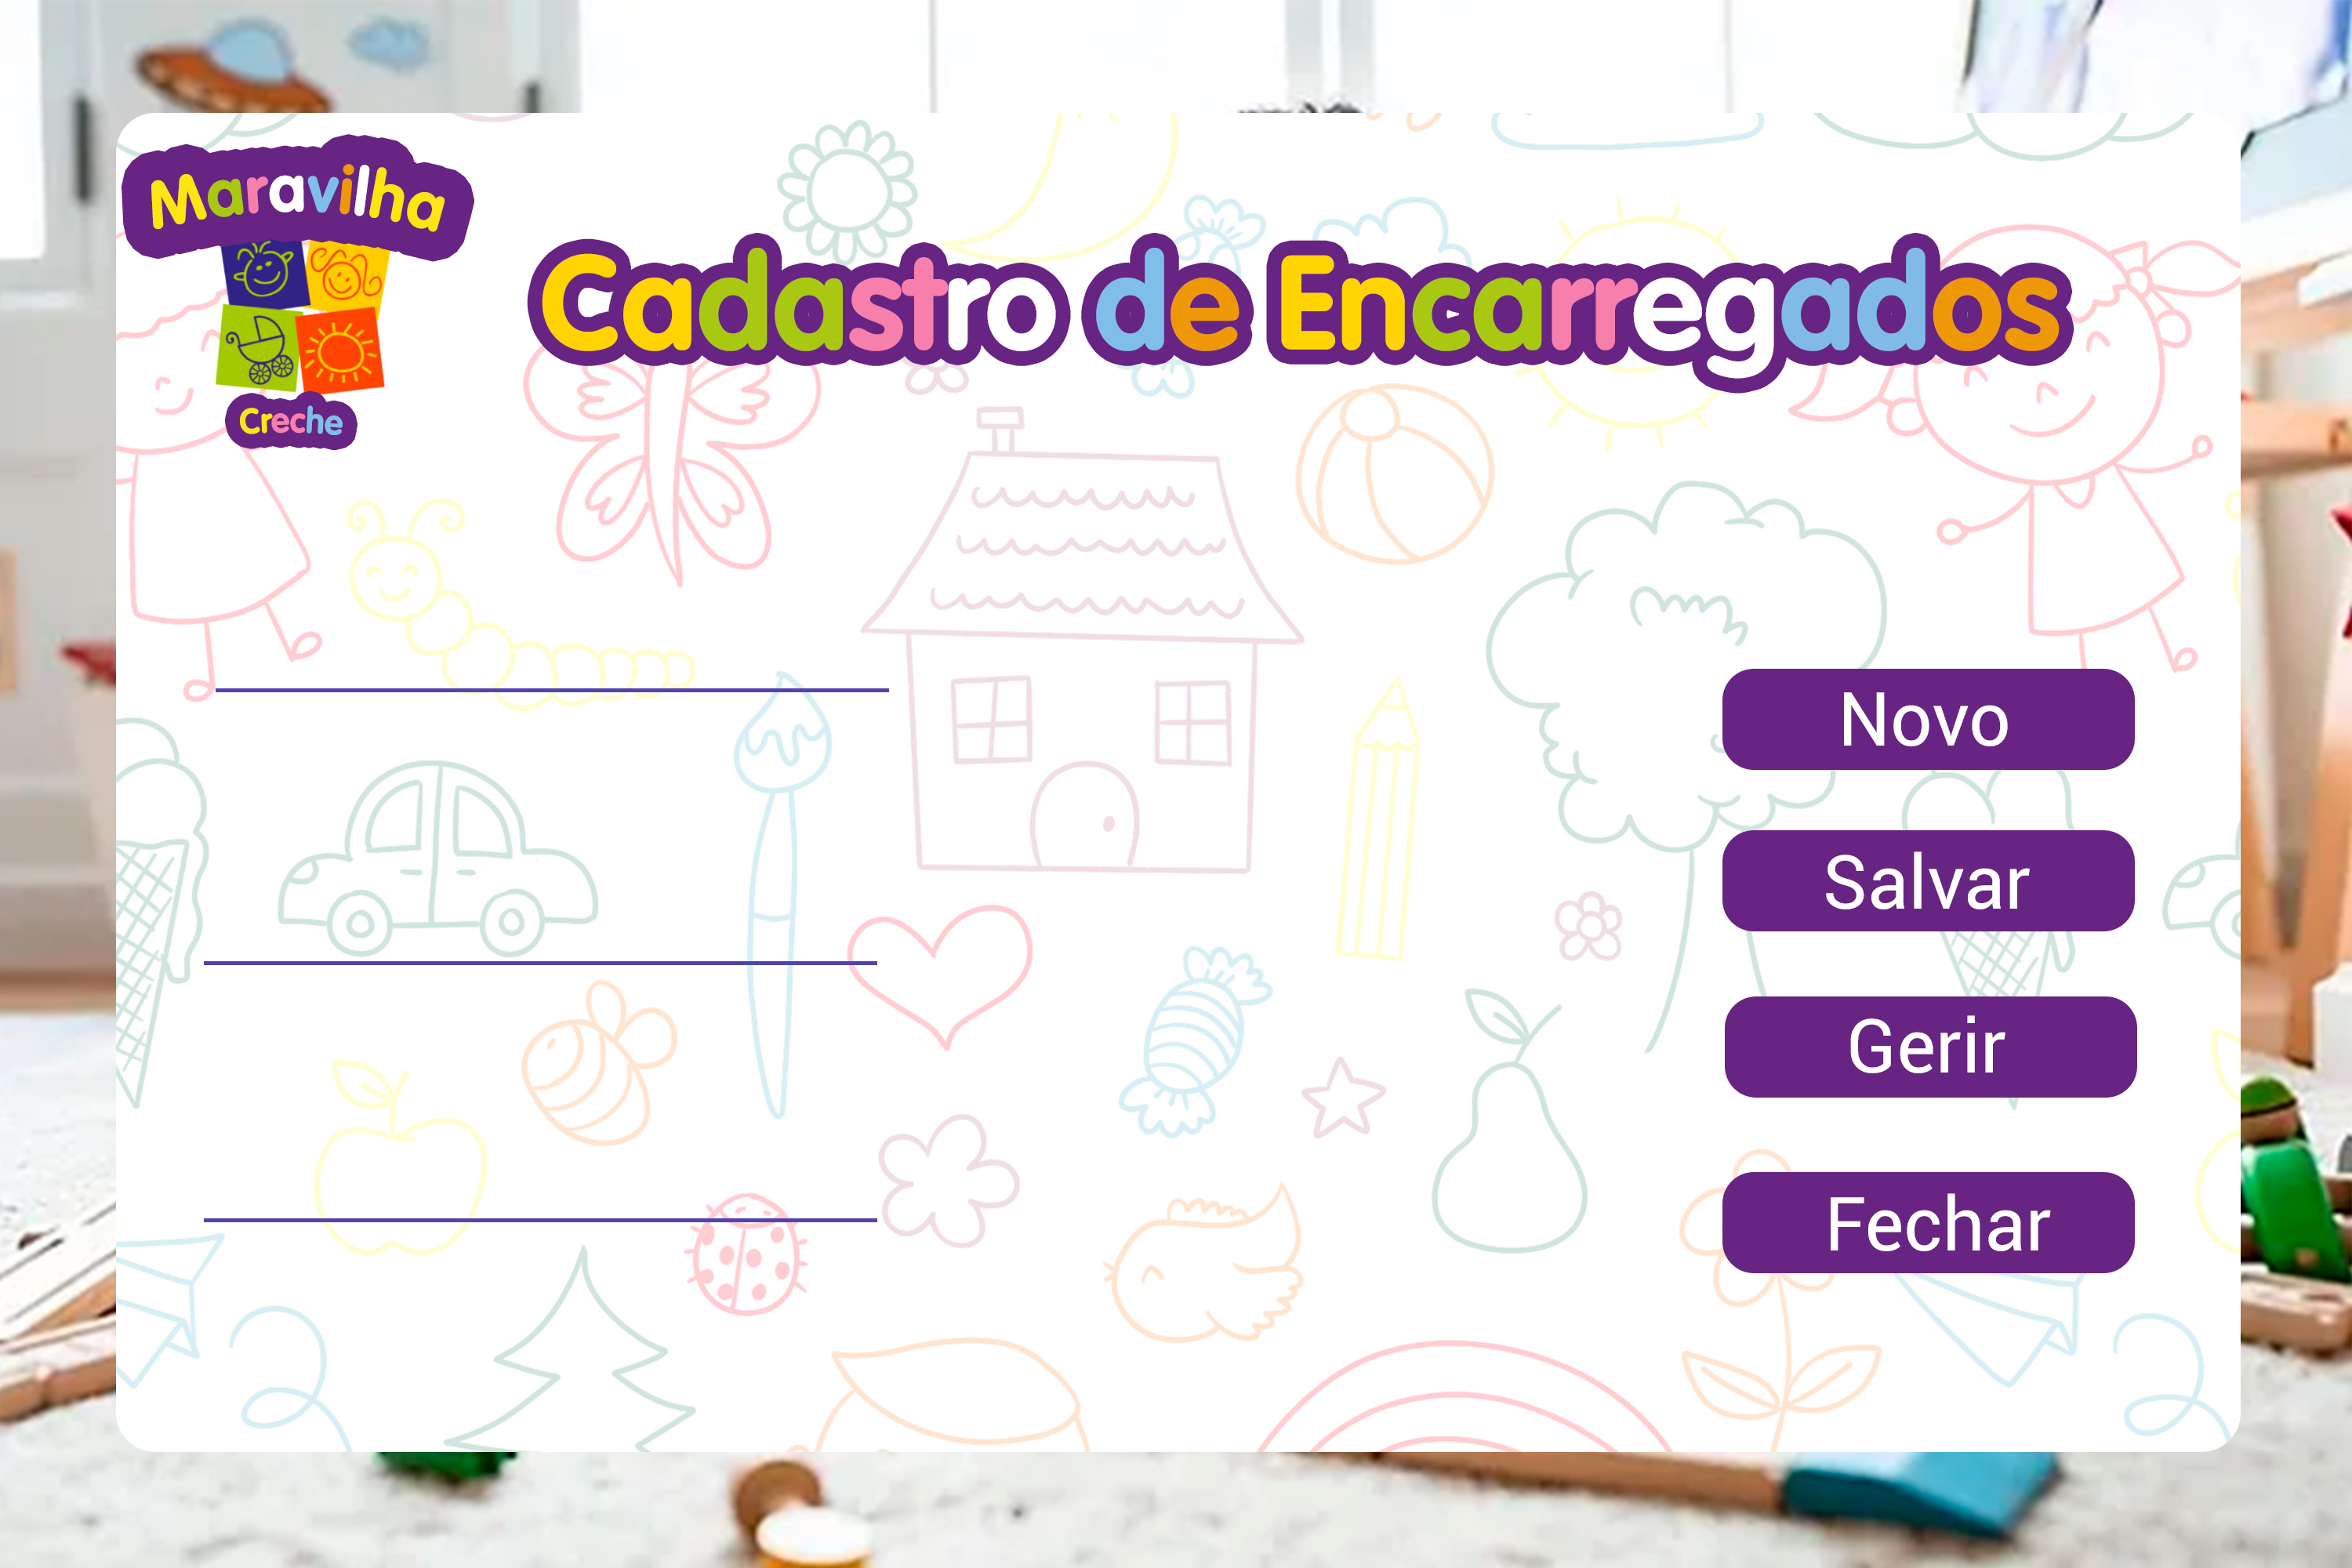 Maravilha
Creche
Cadastro de Encarregados
Novo
Salvar
Gerir
Fechar